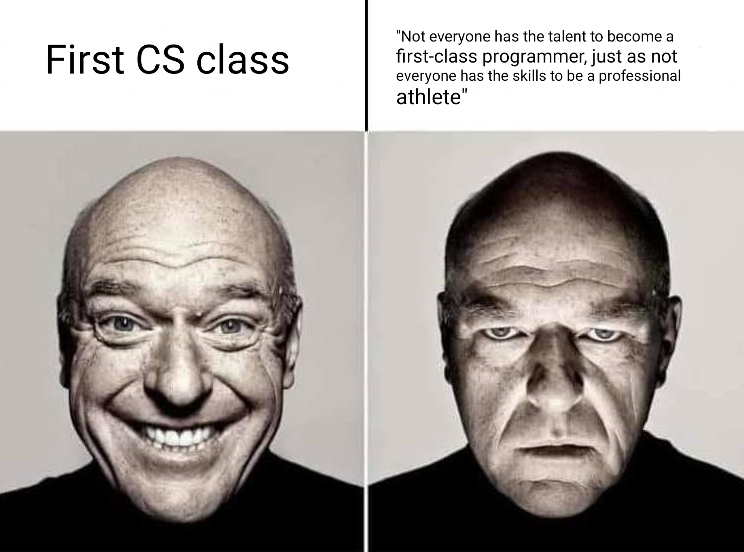 First CS class
"Not everyone has the talent to become a
first-class programmer, just as not
everyone has the skills to be a professional
athlete"